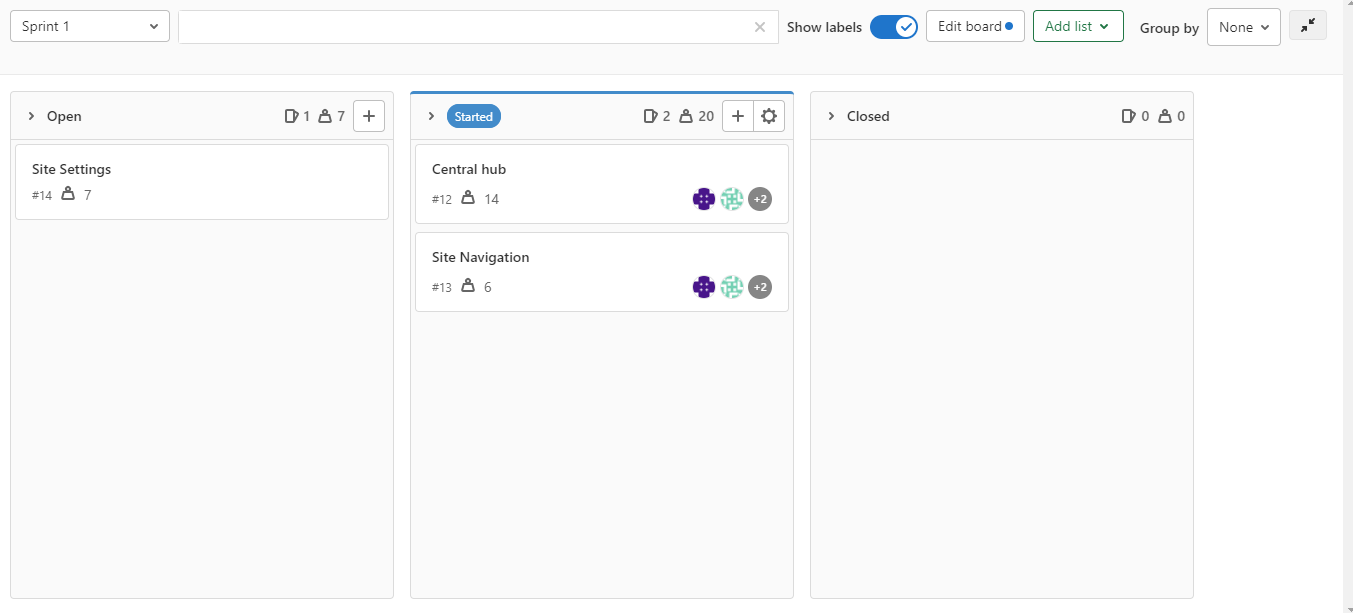 Sprint 1
Show labels
Edit board
Add list
Group by
None
Open
1
7
Site Settings
#14
7
Started
2
20
Central hub
#12
14
+2
Site Navigation
#13
6
+2
Closed
0
0